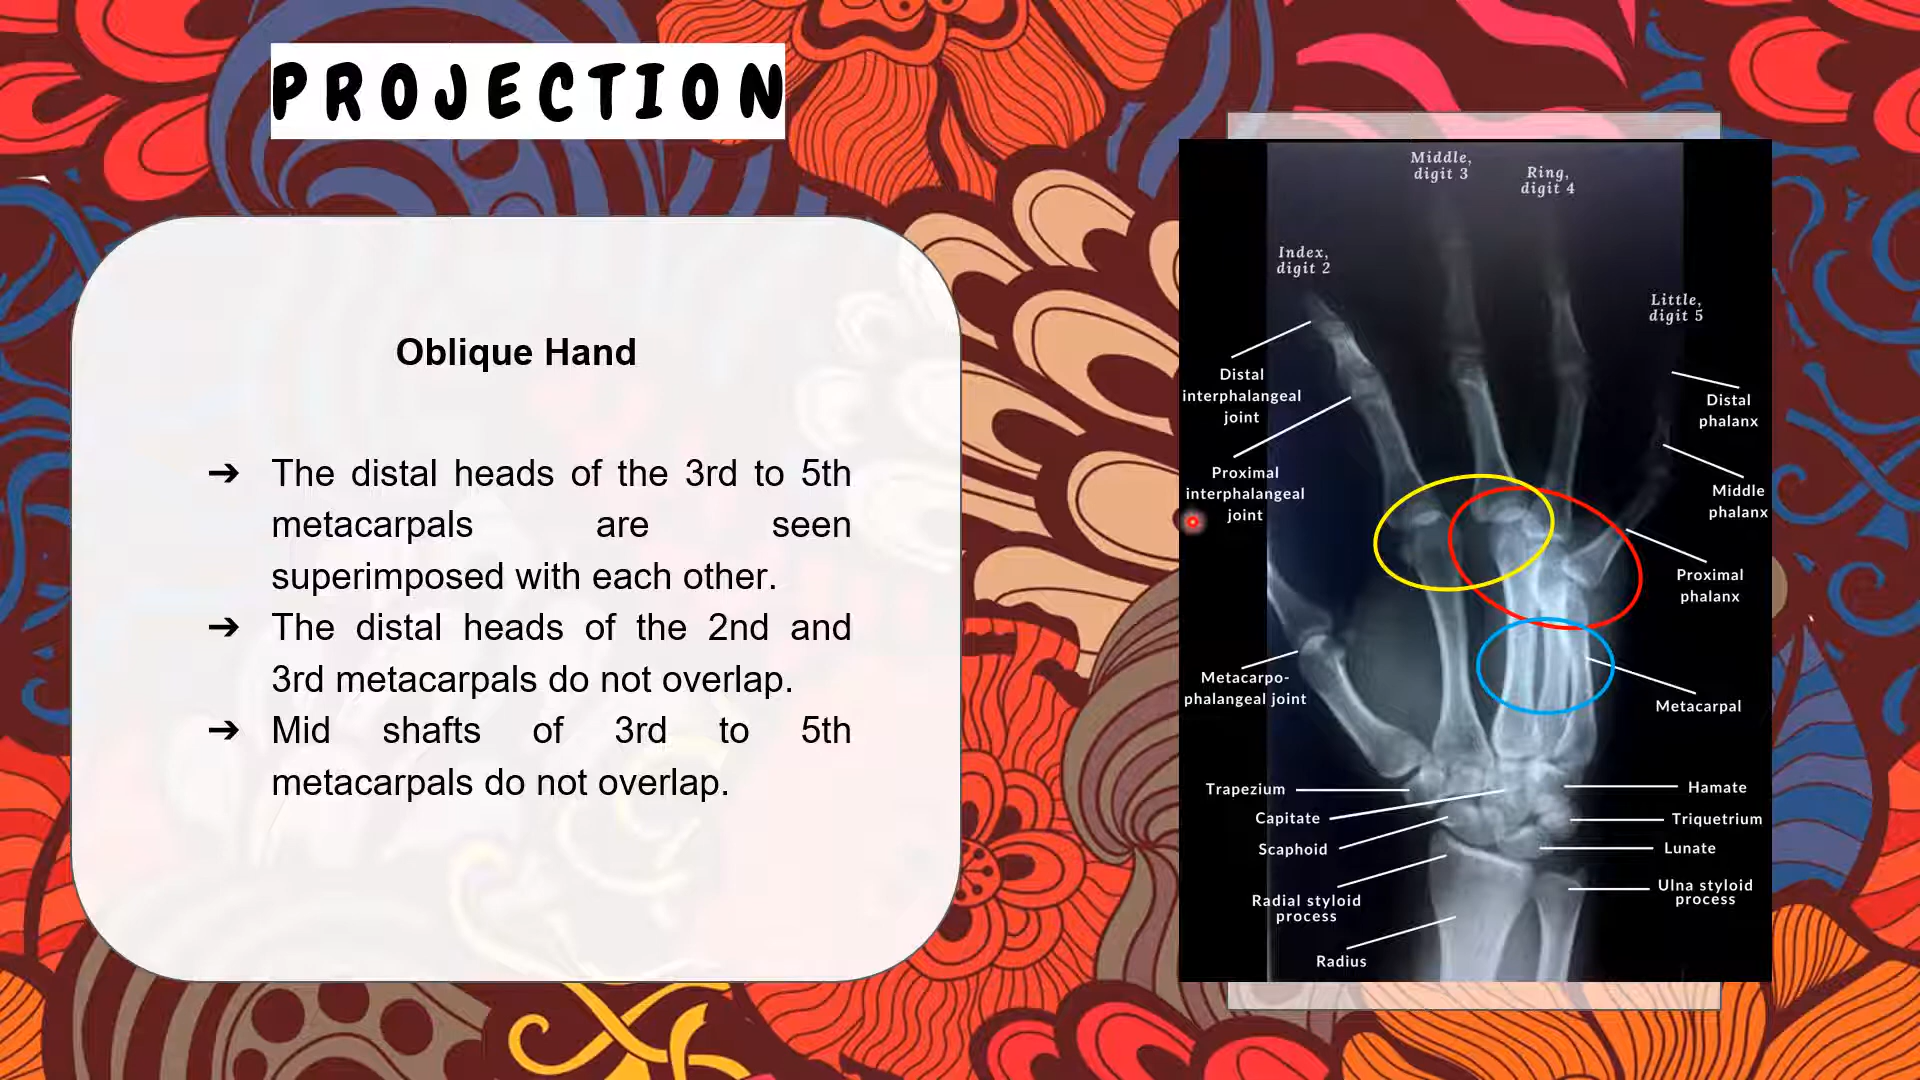 PROJECTION
Oblique Hand
➔ The distal heads of the 3rd to 5th
metacarpals are seen
superimposed with each other.
➔ The distal heads of the 2nd and
3rd metacarpals do not overlap.
➔ Mid shafts of 3rd to 5th
metacarpals do not overlap.
Middle,
digit 3
Ring,
digit 4
Index,
digit 2
Little,
digit 5
Distal
interphalangeal
joint
Distal
phalanx
Proximal
interphalangeal
joint
Middle
phalanx
Proximal
phalanx
Metacarpo-
phalangeal joint
Metacarpal
Trapezium
Hamate
Capitate
Triquetrium
Scaphoid
Lunate
Radial styloid
process
Ulna styloid
process
Radius